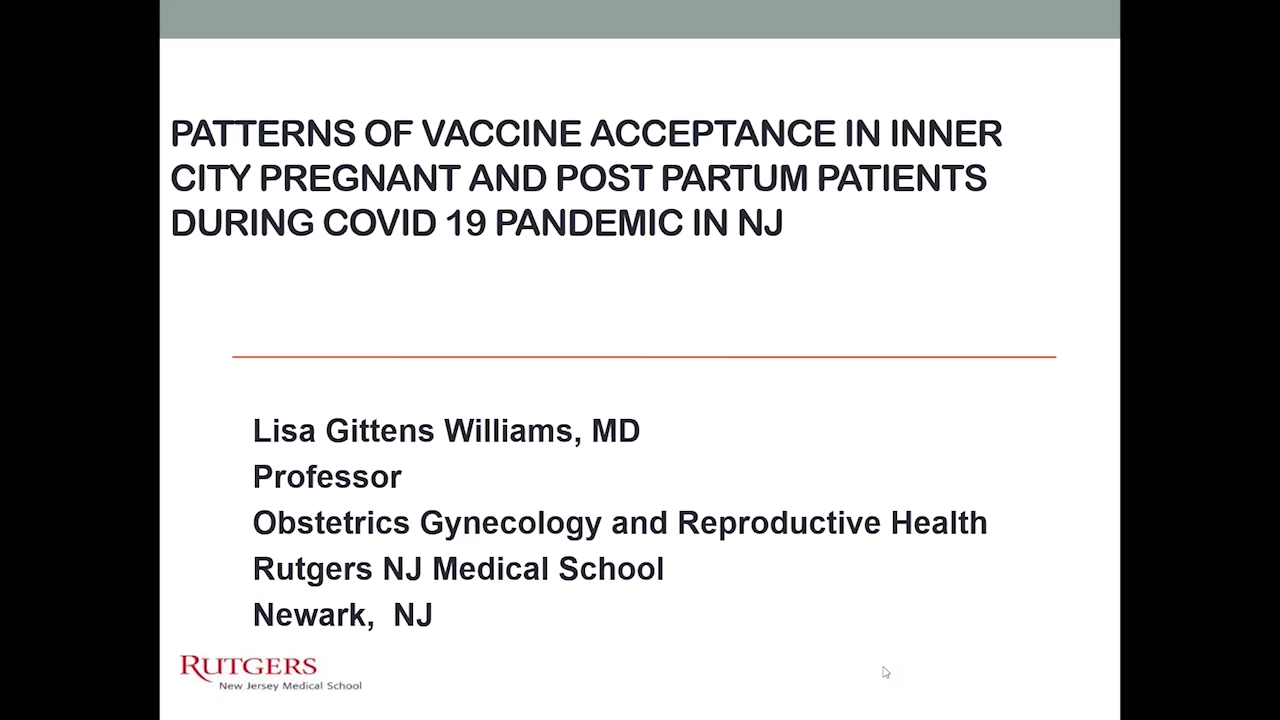 PATTERNS OF VACCINE ACCEPTANCE IN INNER
CITY PREGNANT AND POST PARTUM PATIENTS
DURING COVID 19 PANDEMIC IN NJ
Lisa Gittens Williams, MD
Professor
Obstetrics Gynecology and Reproductive Health
Rutgers NJ Medical School
Newark,  NJ
RUTGERS
New Jersey Medical School